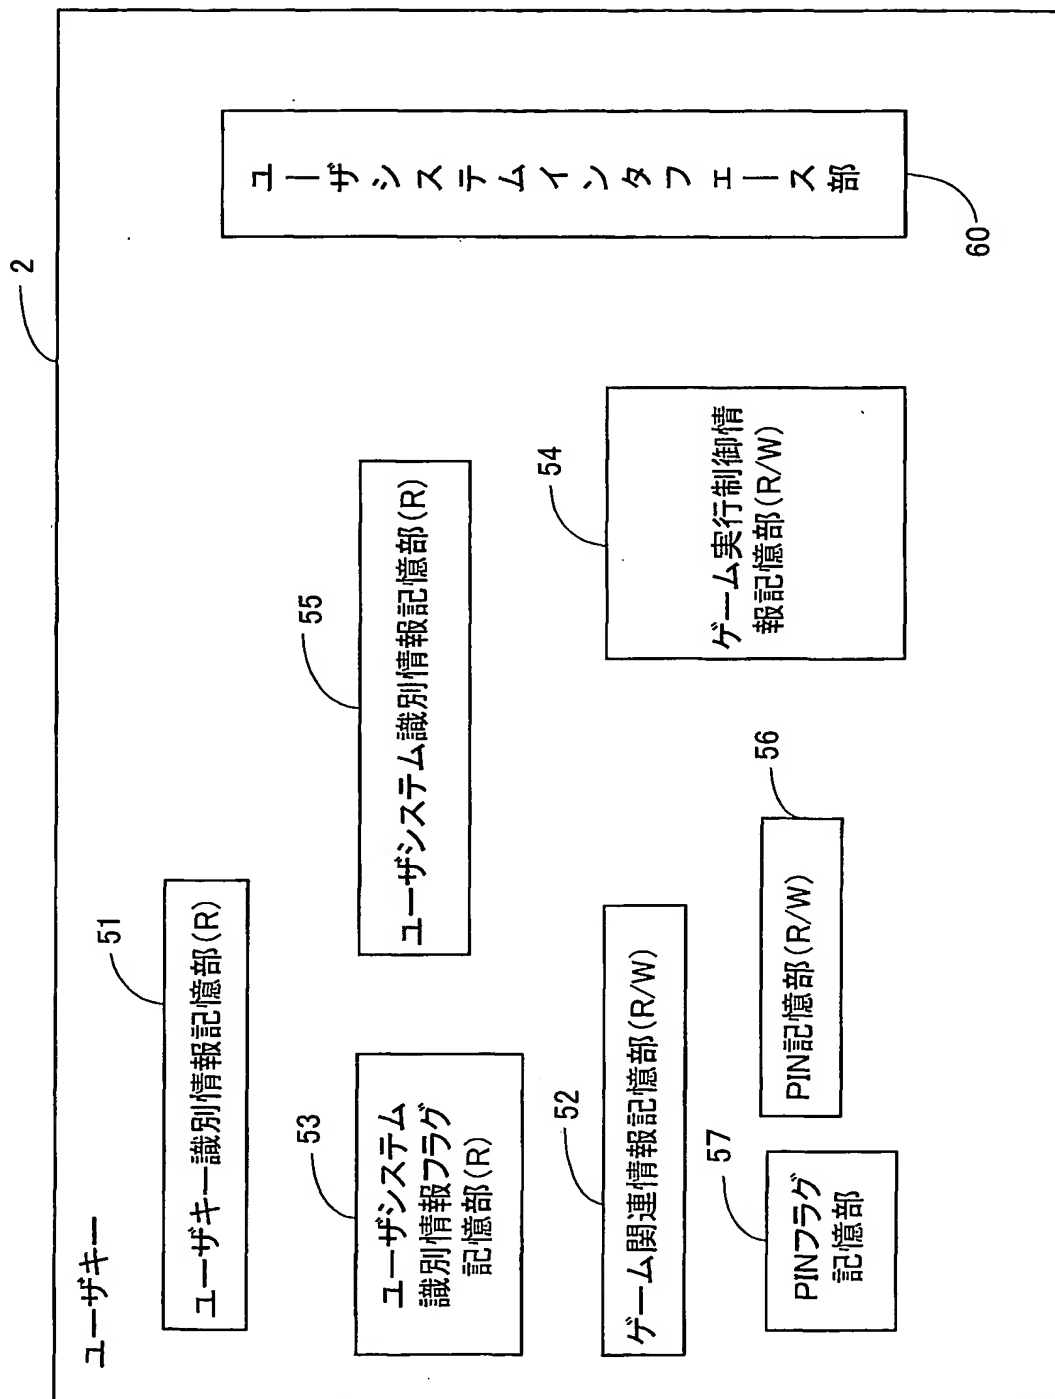 ユーザキー
2
51
ユーザキー識別情報記憶部(R)
53
ユーザシステム
識別情報フラグ
記憶部(R)
55
ユーザシステム識別情報記憶部(R)
52
ゲーム関連情報記憶部(R/W)
54
ゲーム実行制御情
報記憶部(R/W)
57
PINフラグ
記憶部
56
PIN記憶部(R/W)
ユーザシステムインタフェース部
60